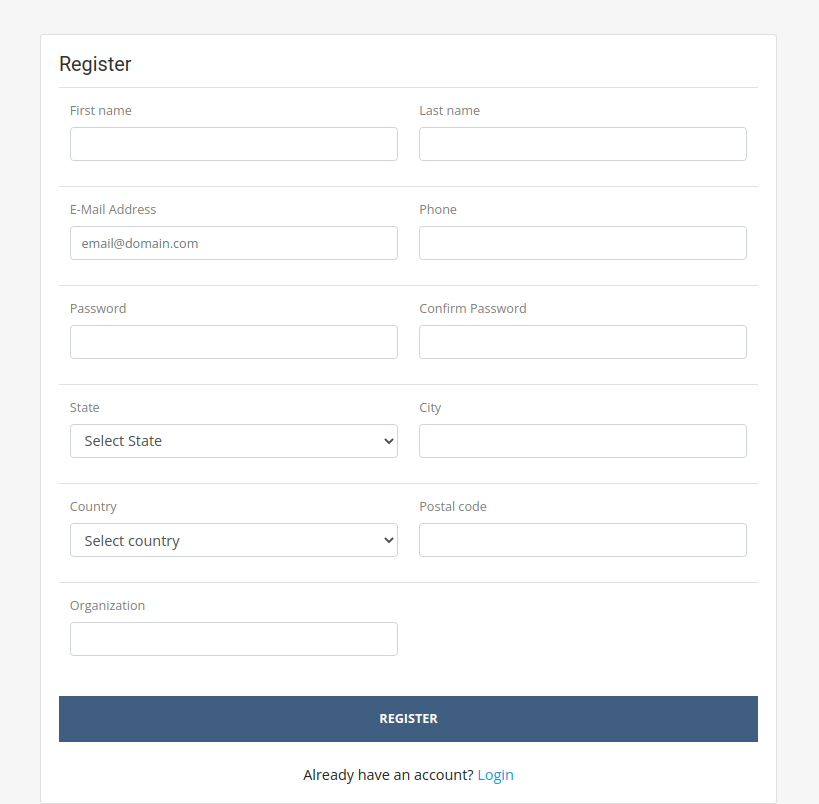 Register
First name Last name
E-Mail Address Phone
email@domain.com
Password Confirm Password
State City
Select State
Country Postal code
Select country
Organization
REGISTER
Already have an account? Login